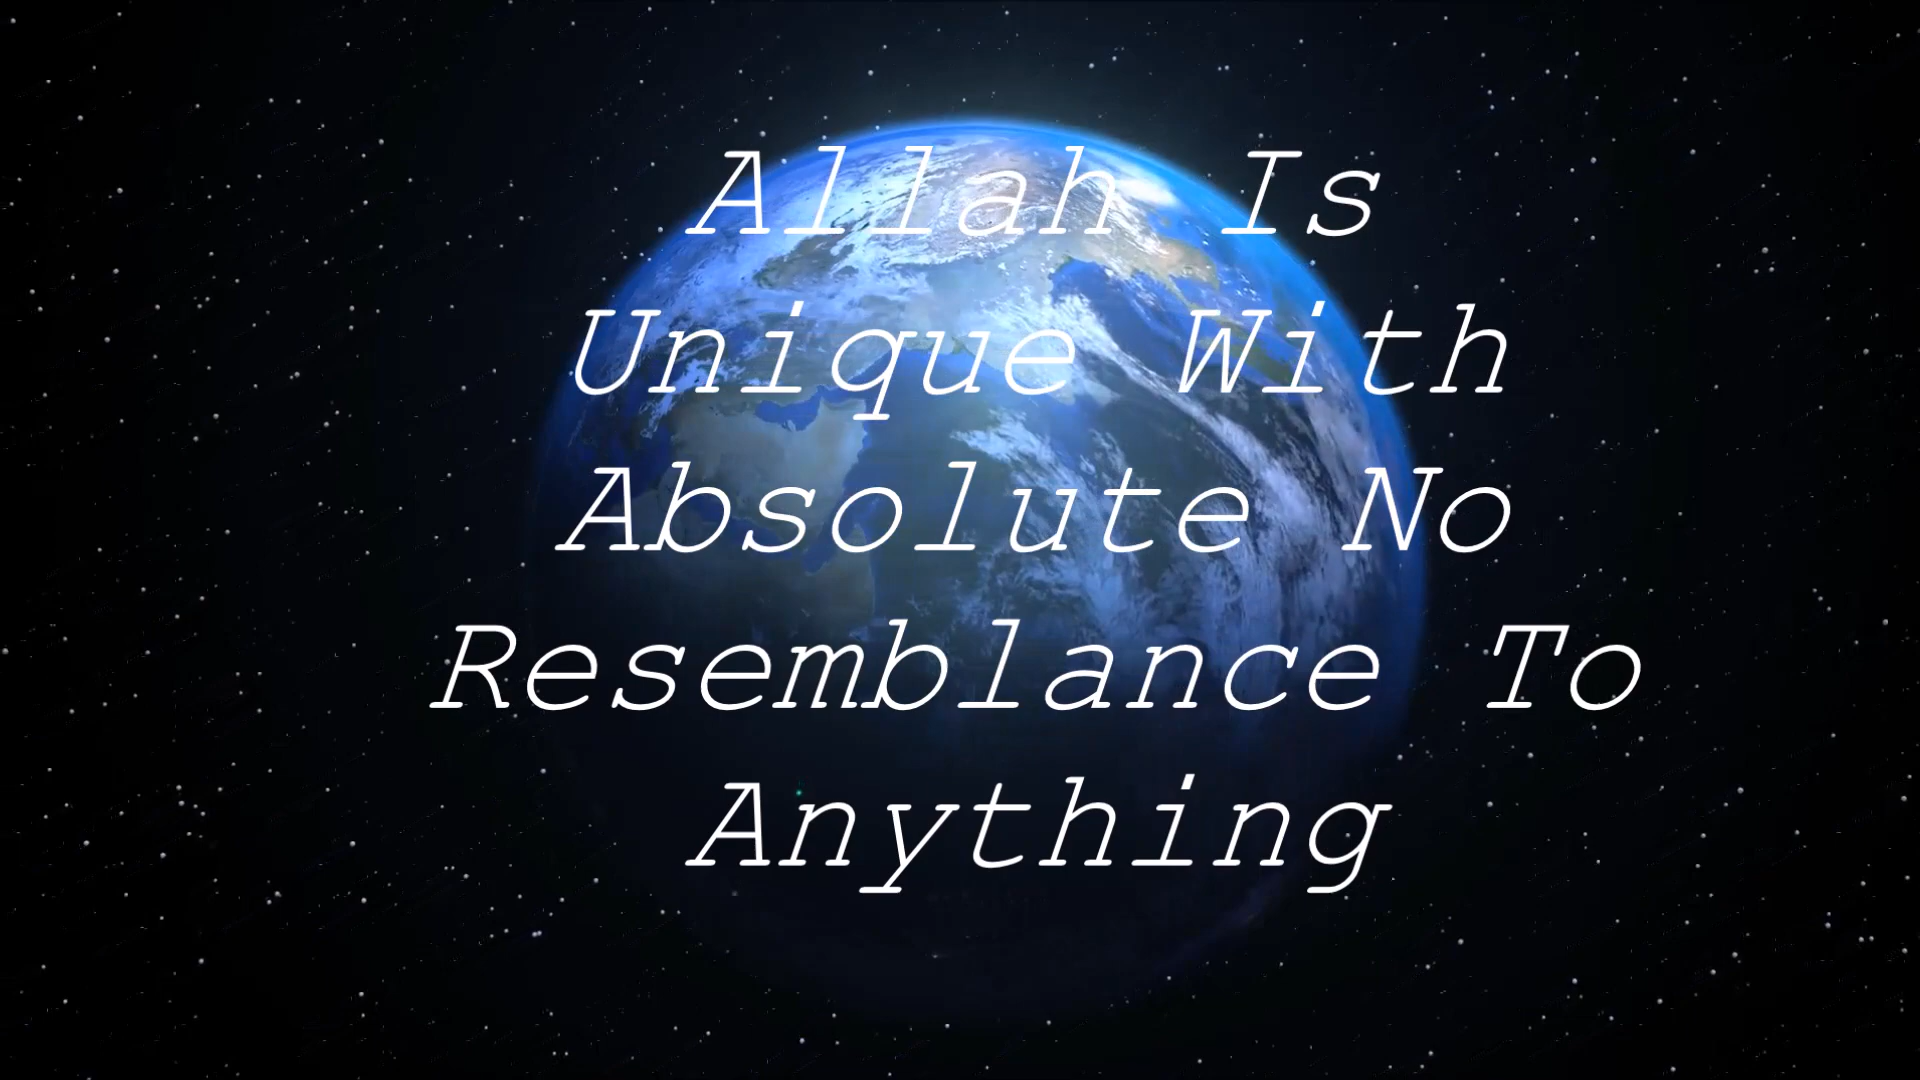 Allah Is
Unique With
Absolute No
Resemblance To
Anything